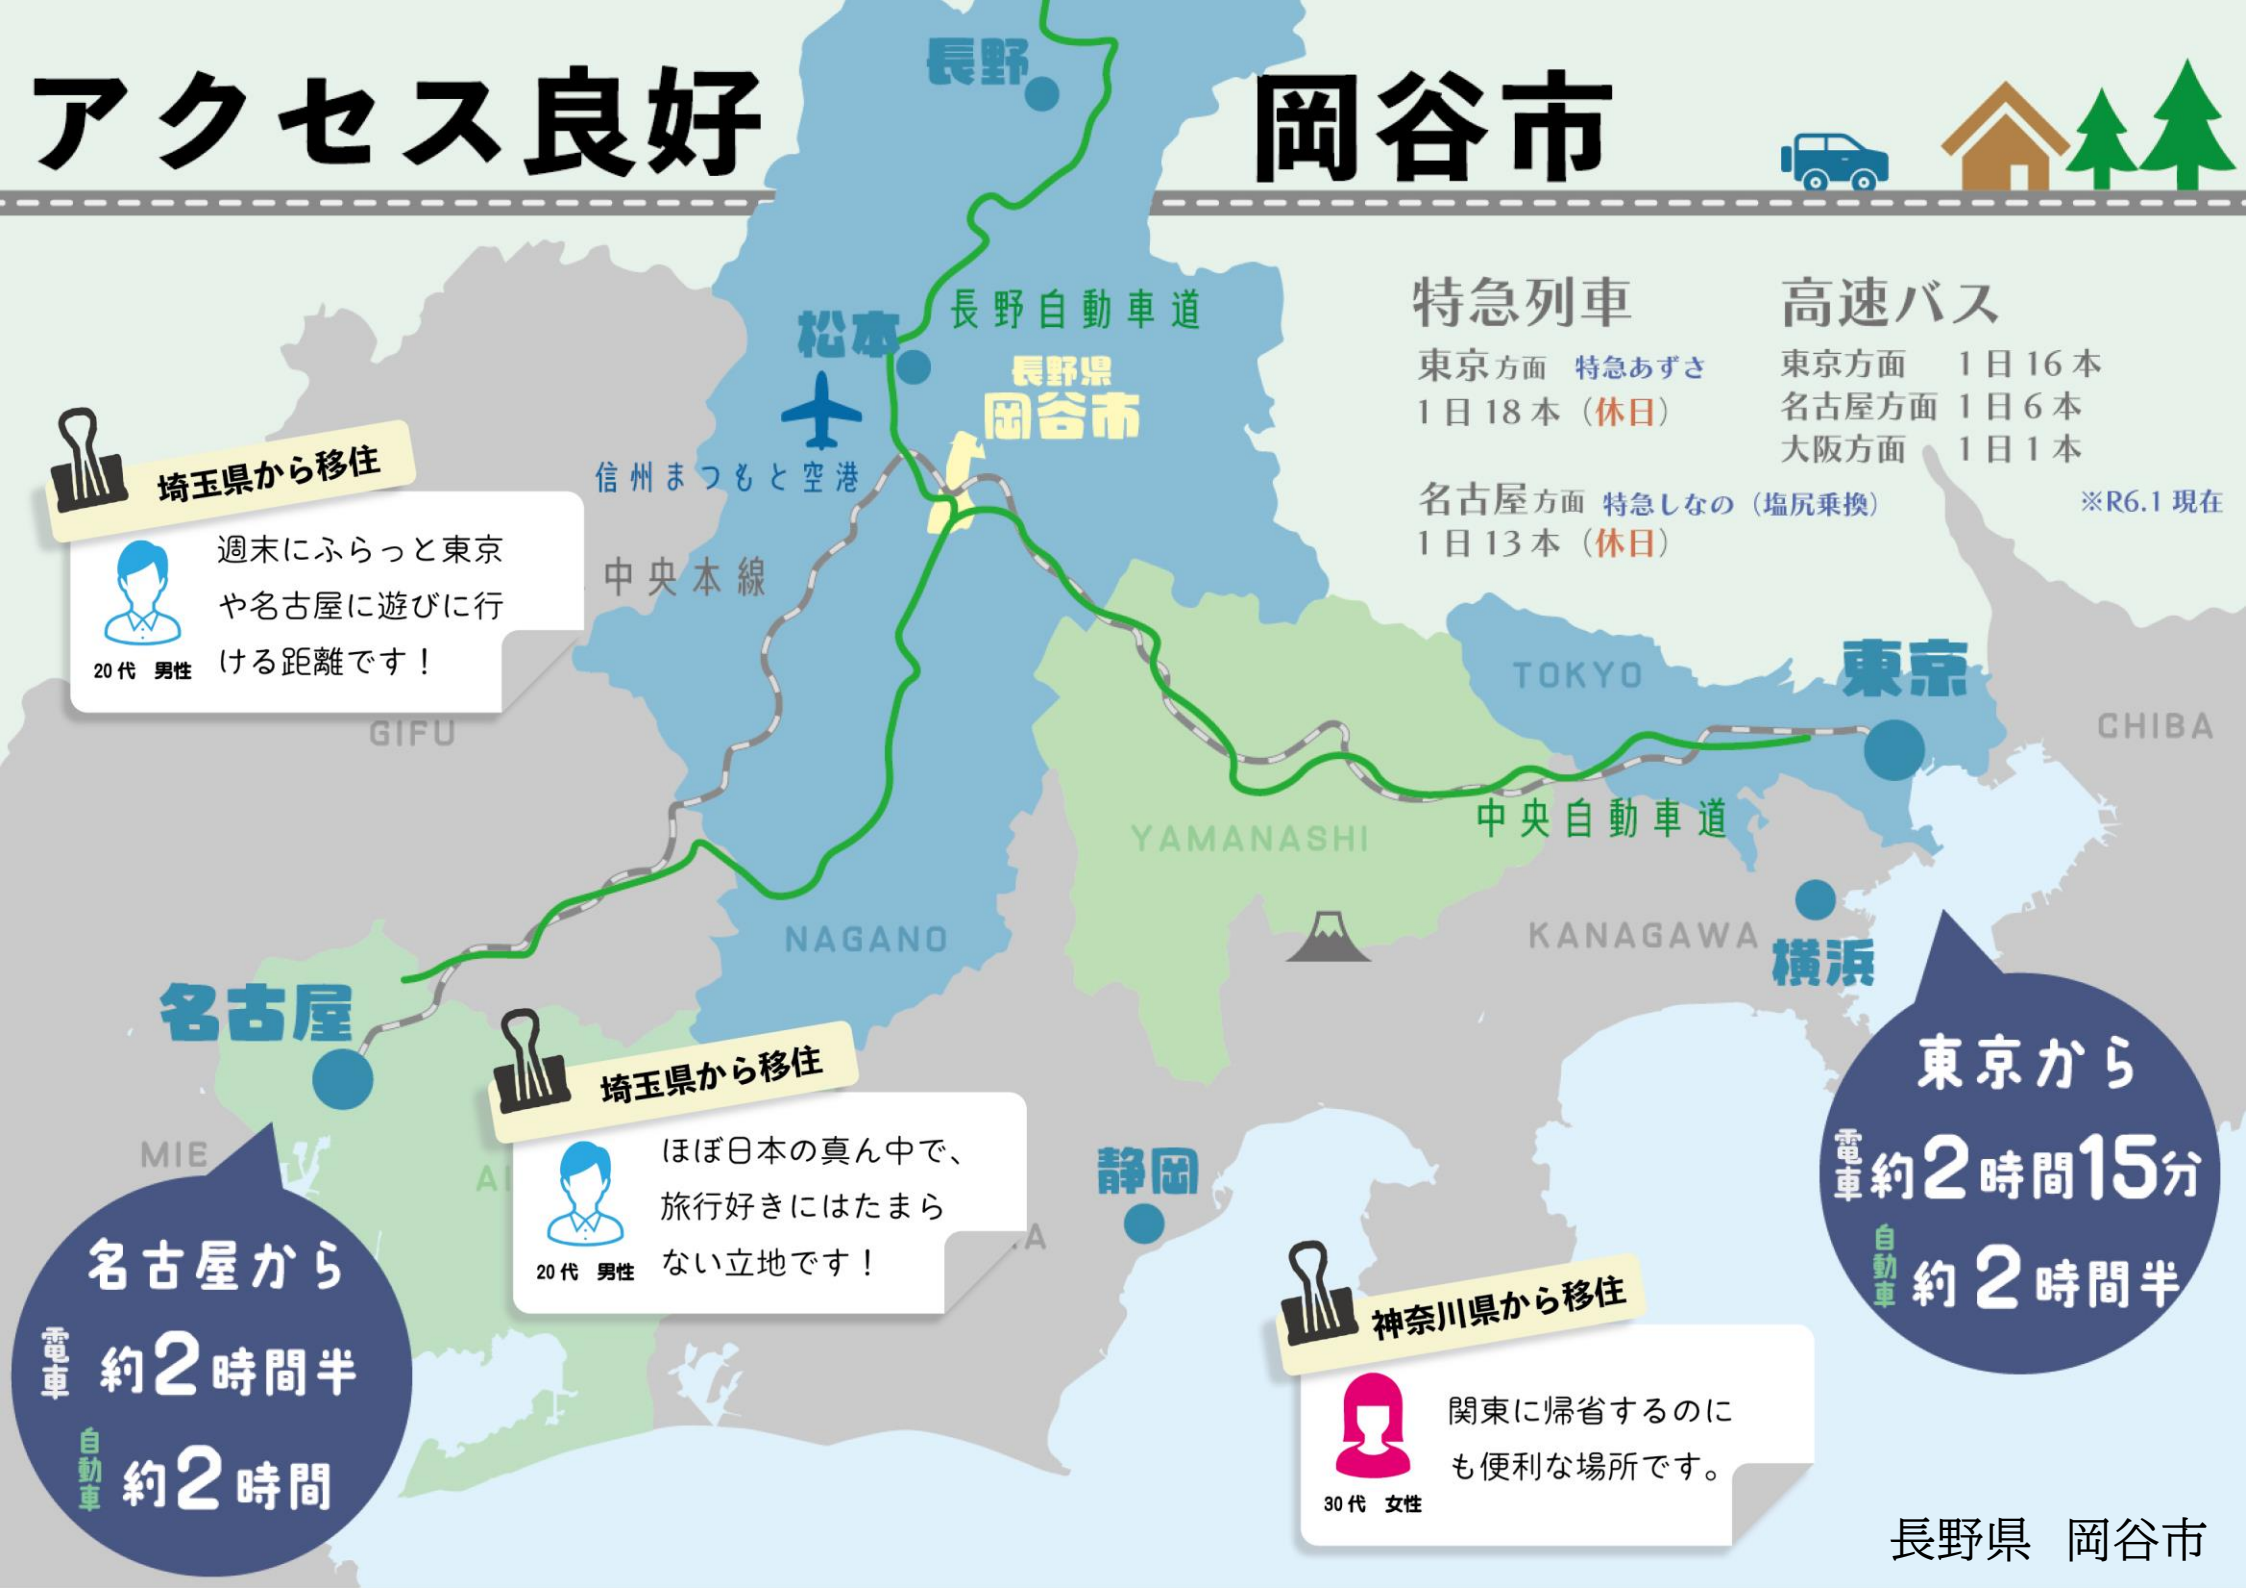 アクセス良好
岡谷市
長野
松本
長野自動車道
長野県
岡谷市
信州まつもと空港
中央本線
特急列車
東京方面 特急あずさ
1日18本（休日）
名古屋方面 特急しなの（塩尻乗換）
1日13本（休日）
高速バス
東京方面 1日16本
名古屋方面 1日6本
大阪方面 1日1本
※R6.1 現在
埼玉県から移住
週末にふらっと東京
や名古屋に遊びに行
ける距離です！
20代 男性
GIFU
TOKYO
東京
CHIBA
YAMANASHI
中央自動車道
NAGANO
KANAGAWA
横浜
名古屋
MIE
埼玉県から移住
ほぼ日本の真ん中で、
旅行好きにはたまら
ない立地です！
20代 男性
静岡
東京から
電車 約2時間15分
自動車 約2時間半
名古屋から
電車 約2時間半
自動車 約2時間
神奈川県から移住
関東に帰省するのに
も便利な場所です。
30代 女性
長野県 岡谷市